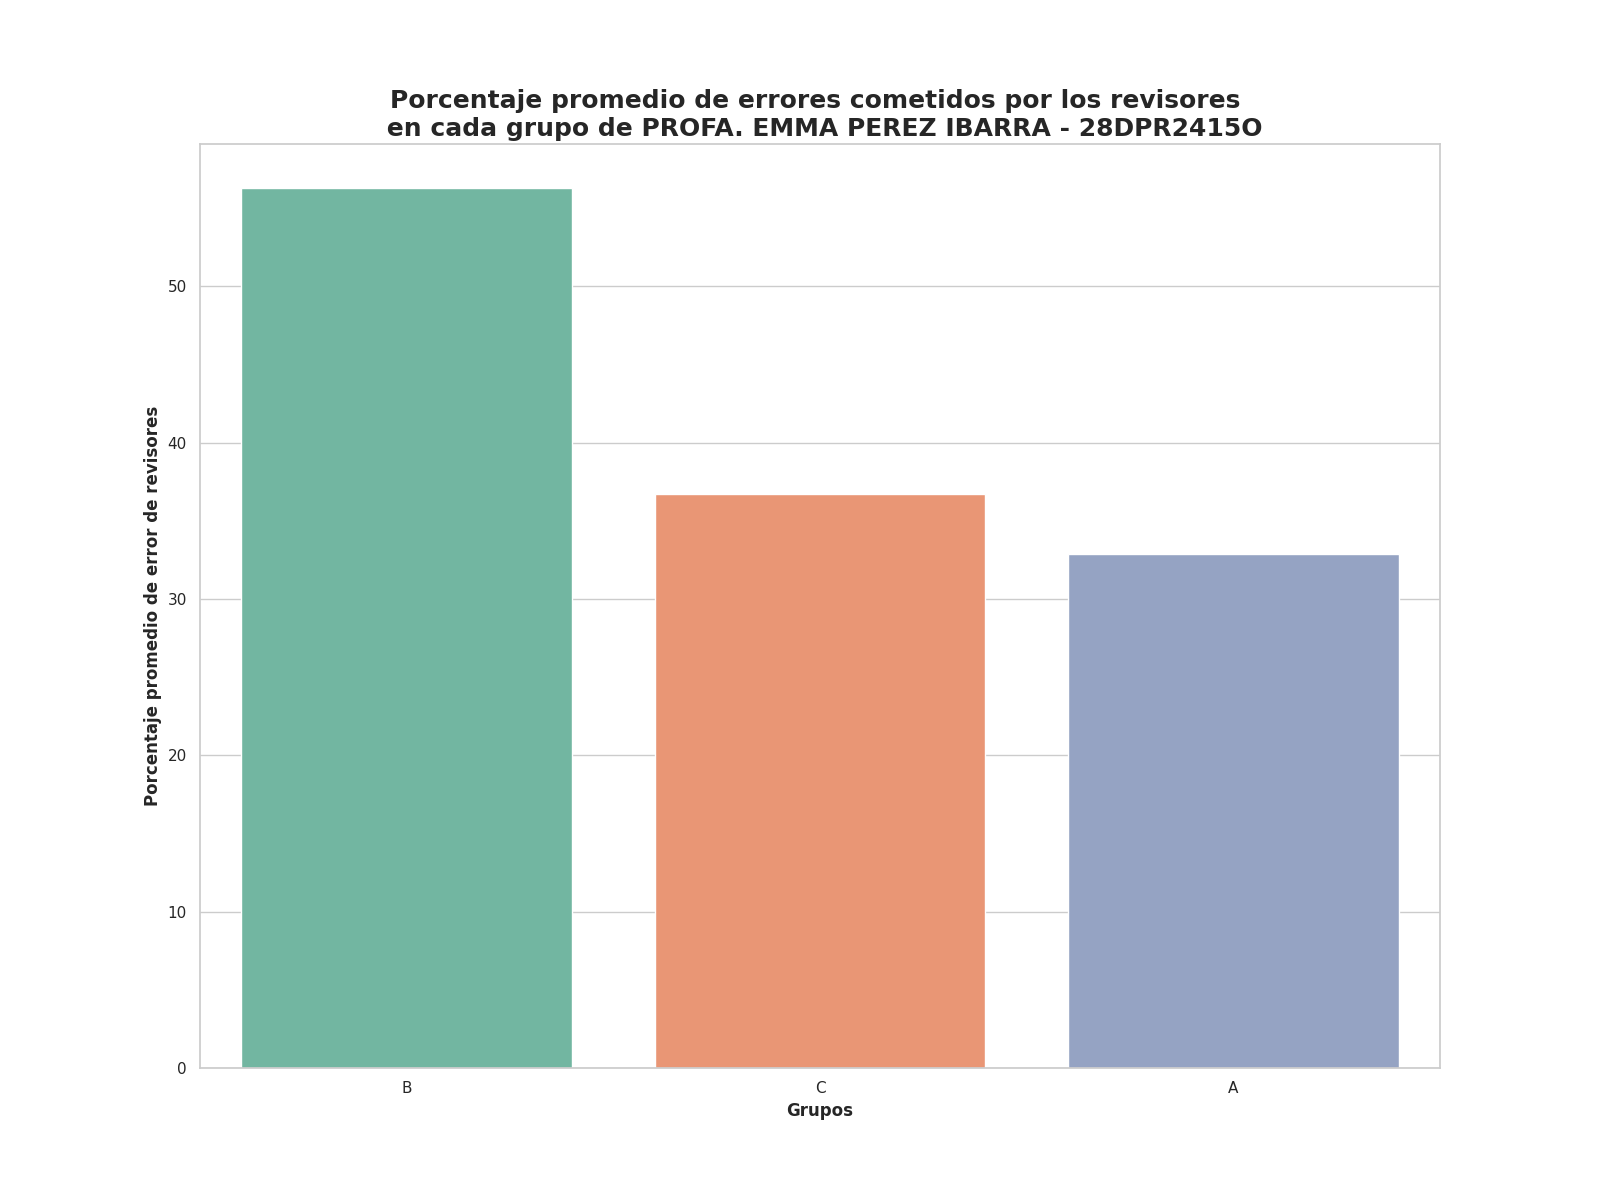 Porcentaje promedio de errores cometidos por los revisores
en cada grupo de PROFA. EMMA PEREZ IBARRA - 28DPR2415O
Porcentaje promedio de error de revisores
50
40
30
20
10
0
B
C
A
Grupos